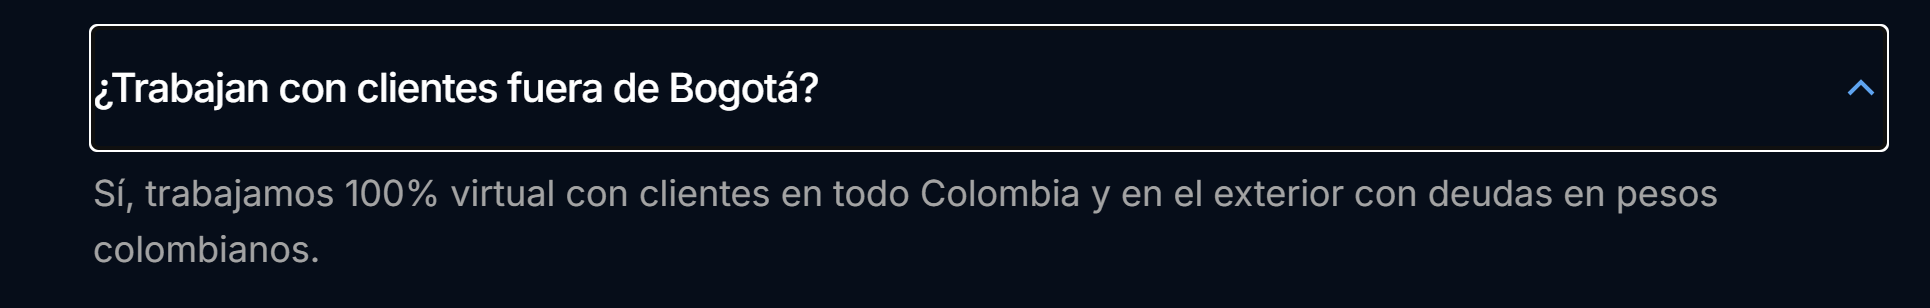 ¿Trabajan con clientes fuera de Bogotá?
Sí, trabajamos 100% virtual con clientes en todo Colombia y en el exterior con deudas en pesos
colombianos.